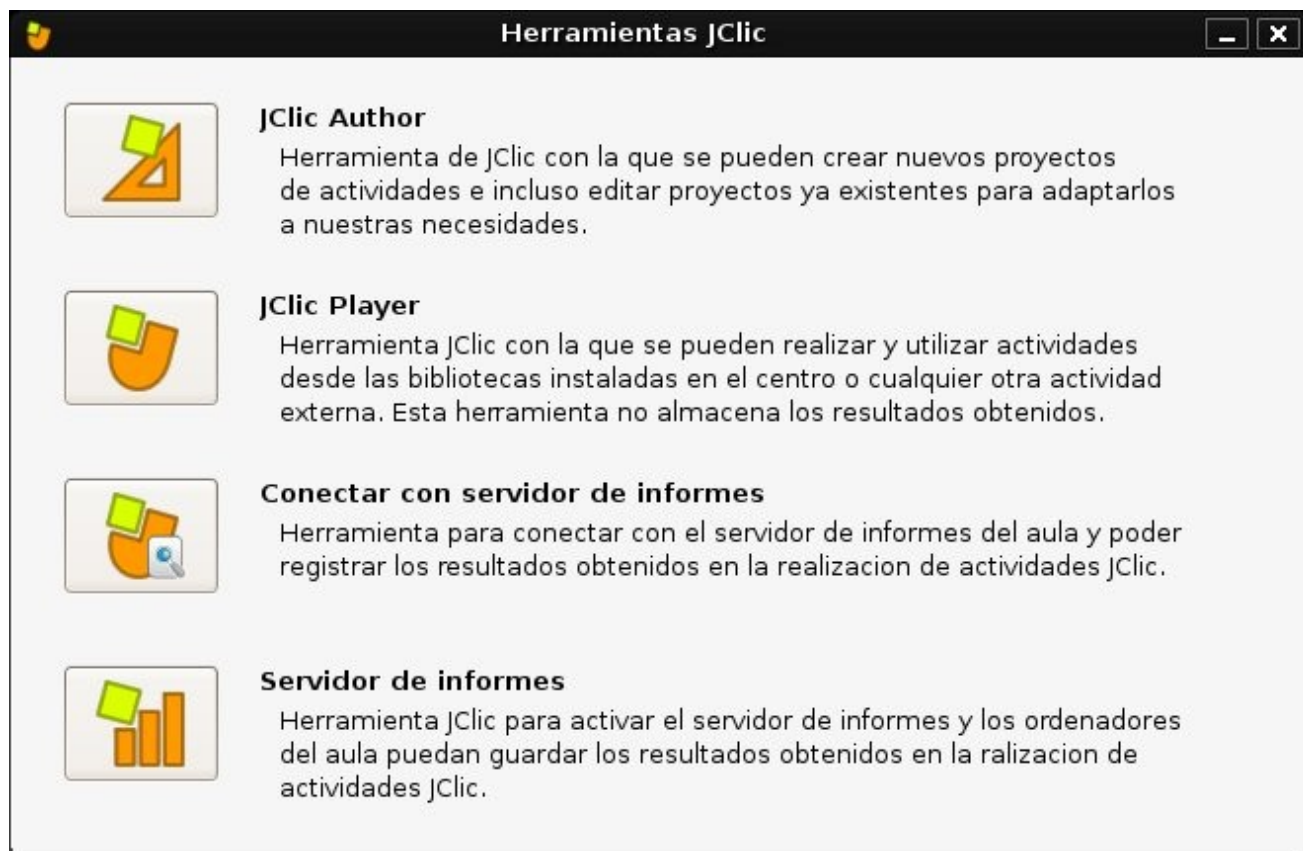 Herramientas JClic
JClic Author
Herramienta de JClic con la que se pueden crear nuevos proyectos
de actividades e incluso editar proyectos ya existentes para adaptarlos
a nuestras necesidades.
JClic Player
Herramienta JClic con la que se pueden realizar y utilizar actividades
desde las bibliotecas instaladas en el centro o cualquier otra actividad
externa. Esta herramienta no almacena los resultados obtenidos.
Conectar con servidor de informes
Herramienta para conectar con el servidor de informes del aula y poder
registrar los resultados obtenidos en la realizacion de actividades JClic.
Servidor de informes
Herramienta JClic para activar el servidor de informes y los ordenadores
del aula puedan guardar los resultados obtenidos en la ralizacion de
actividades JClic.